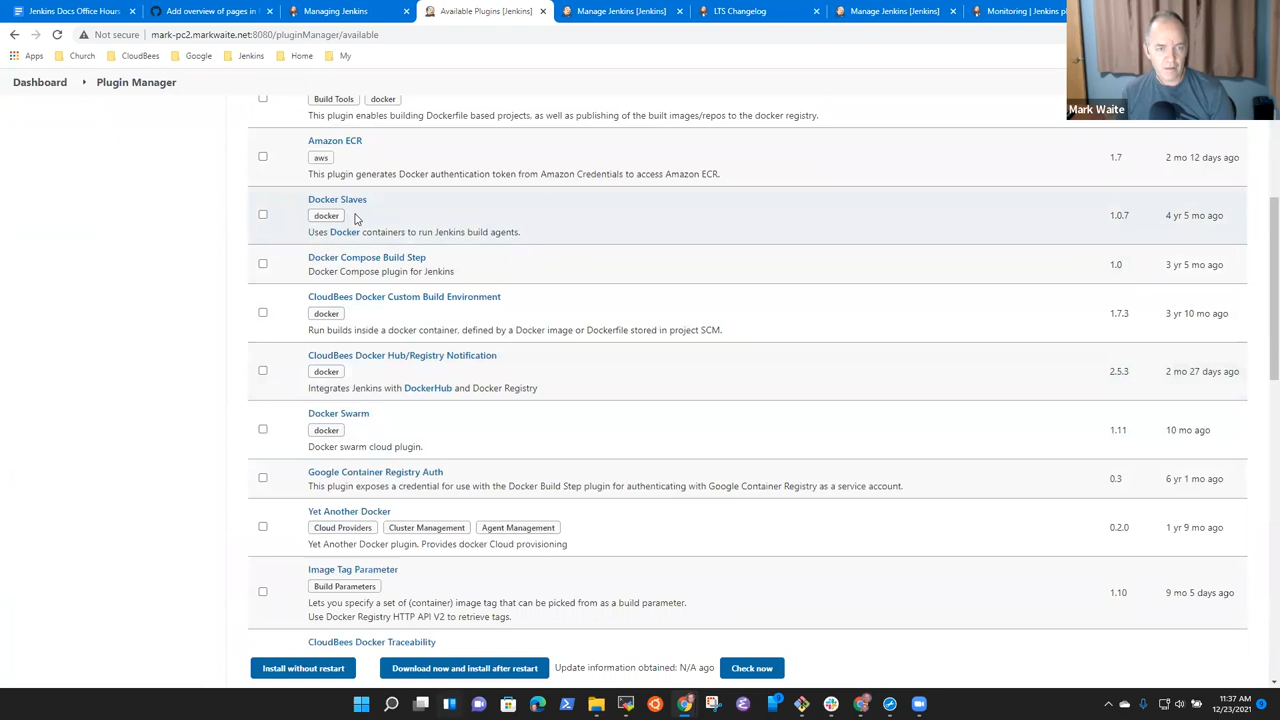 Jenkins Docs Office Hours
Add overview of pages in
Managing Jenkins
Available Plugins [Jenkins]
Manage Jenkins [Jenkins]
LTS Changelog
Manage Jenkins [Jenkins]
Monitoring | Jenkins pl
Not secure
mark-pc2.markwaite.net:8080/pluginManager/available
Apps
Church
CloudBees
Google
Jenkins
Home
My
Mark Waite
Dashboard
Plugin Manager
Build Tools docker
This plugin enables building Dockerfile based projects, as well as publishing of the built images/repos to the docker registry.
Amazon ECR
aws
This plugin generates Docker authentication token from Amazon Credentials to access Amazon ECR.
1.7
2 mo 12 days ago
Docker Slaves
docker
Uses Docker containers to run Jenkins build agents.
1.0.7
4 yr 5 mo ago
Docker Compose Build Step
Docker Compose plugin for Jenkins
1.0
3 yr 5 mo ago
CloudBees Docker Custom Build Environment
docker
Run builds inside a docker container, defined by a Docker image or Dockerfile stored in project SCM.
1.7.3
3 yr 10 mo ago
CloudBees Docker Hub/Registry Notification
docker
Integrates Jenkins with DockerHub and Docker Registry
2.5.3
2 mo 27 days ago
Docker Swarm
docker
Docker swarm cloud plugin.
1.11
10 mo ago
Google Container Registry Auth
This plugin exposes a credential for use with the Docker Build Step plugin for authenticating with Google Container Registry as a service account.
0.3
6 yr 1 mo ago
Yet Another Docker
Cloud Providers Cluster Management Agent Management
Yet Another Docker plugin. Provides docker Cloud provisioning
0.2.0
1 yr 9 mo ago
Image Tag Parameter
Build Parameters
Lets you specify a set of (container) image tag that can be picked from as a build parameter.
Use Docker Registry HTTP API V2 to retrieve tags.
1.10
9 mo 5 days ago
CloudBees Docker Traceability
Install without restart
Download now and install after restart
Update information obtained: N/A ago
Check now
11:37 AM
12/23/2021